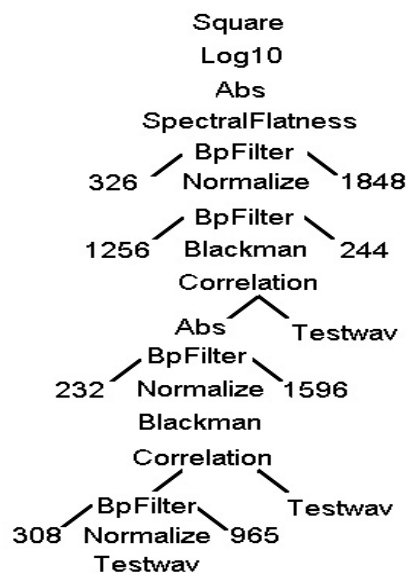 Square
Log10
Abs
SpectralFlatness
BpFilter
326 Normalize 1848
BpFilter
1256 Blackman 244
Correlation
Abs Testwav
BpFilter
232 Normalize 1596
Blackman
Correlation
BpFilter Testwav
308 Normalize 965
Testwav